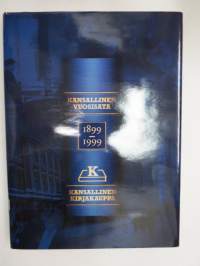 KANSALLINEN
VUOSISATA
1899
1999
K
KANSALLINEN
KIRJAKAUPPA